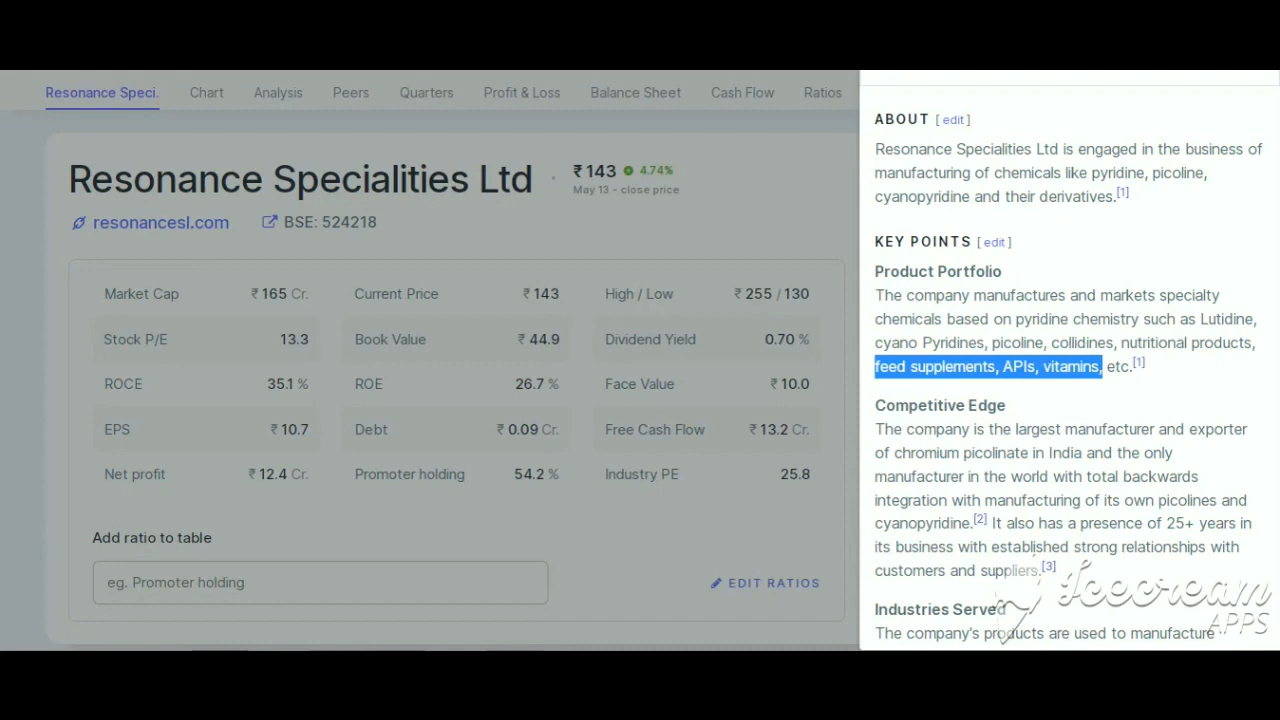 Resonance Speci. Chart Analysis Peers Quarters Profit & Loss Balance Sheet Cash Flow Ratios
Resonance Specialities Ltd
₹ 143 4.74%
May 13 - close price
resonancesl.com BSE: 524218
Market Cap ₹ 165 Cr. Current Price ₹ 143 High / Low ₹ 255 / 130
Stock P/E 13.3 Book Value ₹ 44.9 Dividend Yield 0.70 %
ROCE 35.1 % ROE 26.7 % Face Value ₹ 10.0
EPS ₹ 10.7 Debt ₹ 0.09 Cr. Free Cash Flow ₹ 13.2 Cr.
Net profit ₹ 12.4 Cr. Promoter holding 54.2 % Industry PE 25.8
Add ratio to table
eg. Promoter holding
EDIT RATIOS
ABOUT [ edit ]
Resonance Specialities Ltd is engaged in the business of
manufacturing of chemicals like pyridine, picoline,
cyanopyridine and their derivatives.[1]
KEY POINTS [ edit ]
Product Portfolio
The company manufactures and markets specialty
chemicals based on pyridine chemistry such as Lutidine,
cyano Pyridines, picoline, collidines, nutritional products,
feed supplements, APIs, vitamins, etc.[1]
Competitive Edge
The company is the largest manufacturer and exporter
of chromium picolinate in India and the only
manufacturer in the world with total backwards
integration with manufacturing of its own picolines and
cyanopyridine.[2] It also has a presence of 25+ years in
its business with established strong relationships with
customers and suppliers.[3]
Industries Served
The company's products are used to manufacture
Icecream
APPS